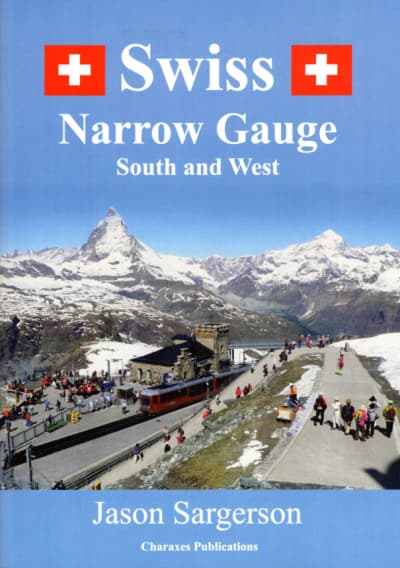 Swiss
Narrow Gauge
South and West
Jason Sargerson
Charaxes Publications